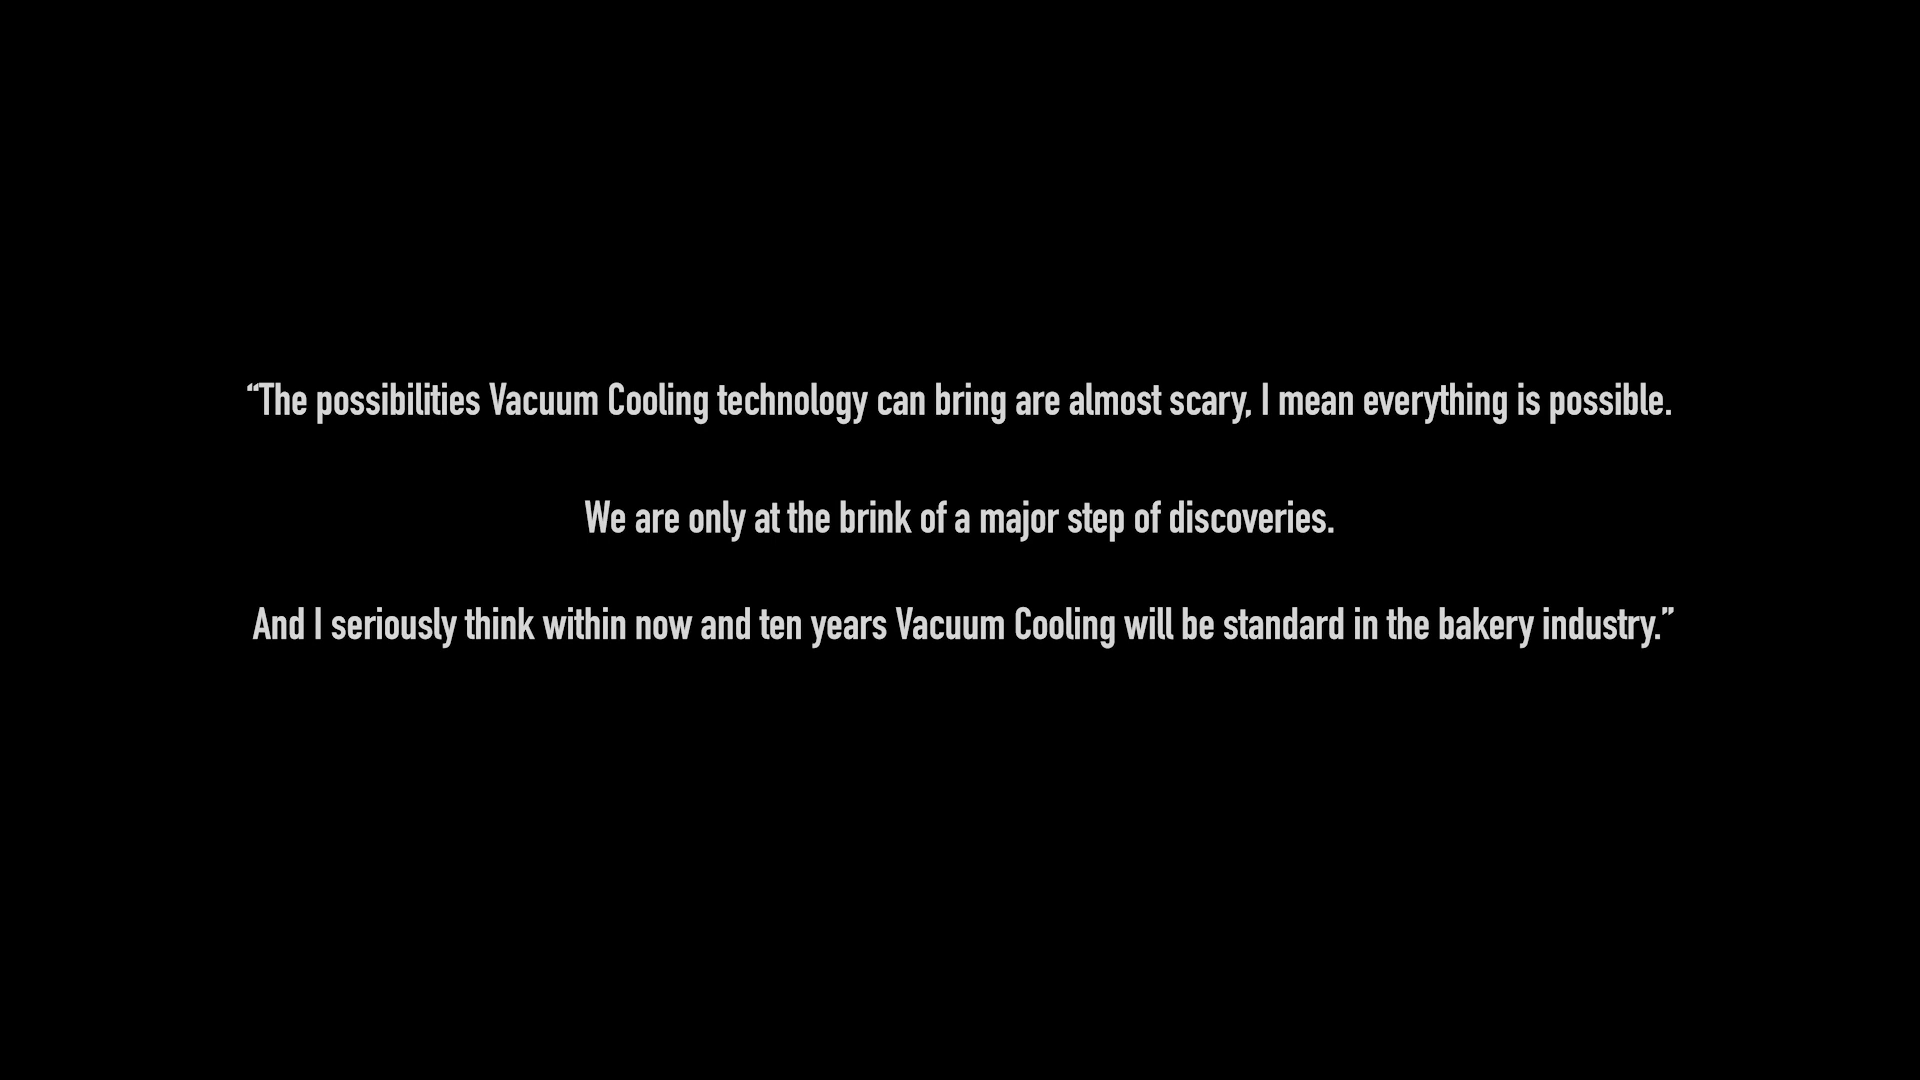 “The possibilities Vacuum Cooling technology can bring are almost scary, I mean everything is possible.
We are only at the brink of a major step of discoveries.
And I seriously think within now and ten years Vacuum Cooling will be standard in the bakery industry.”